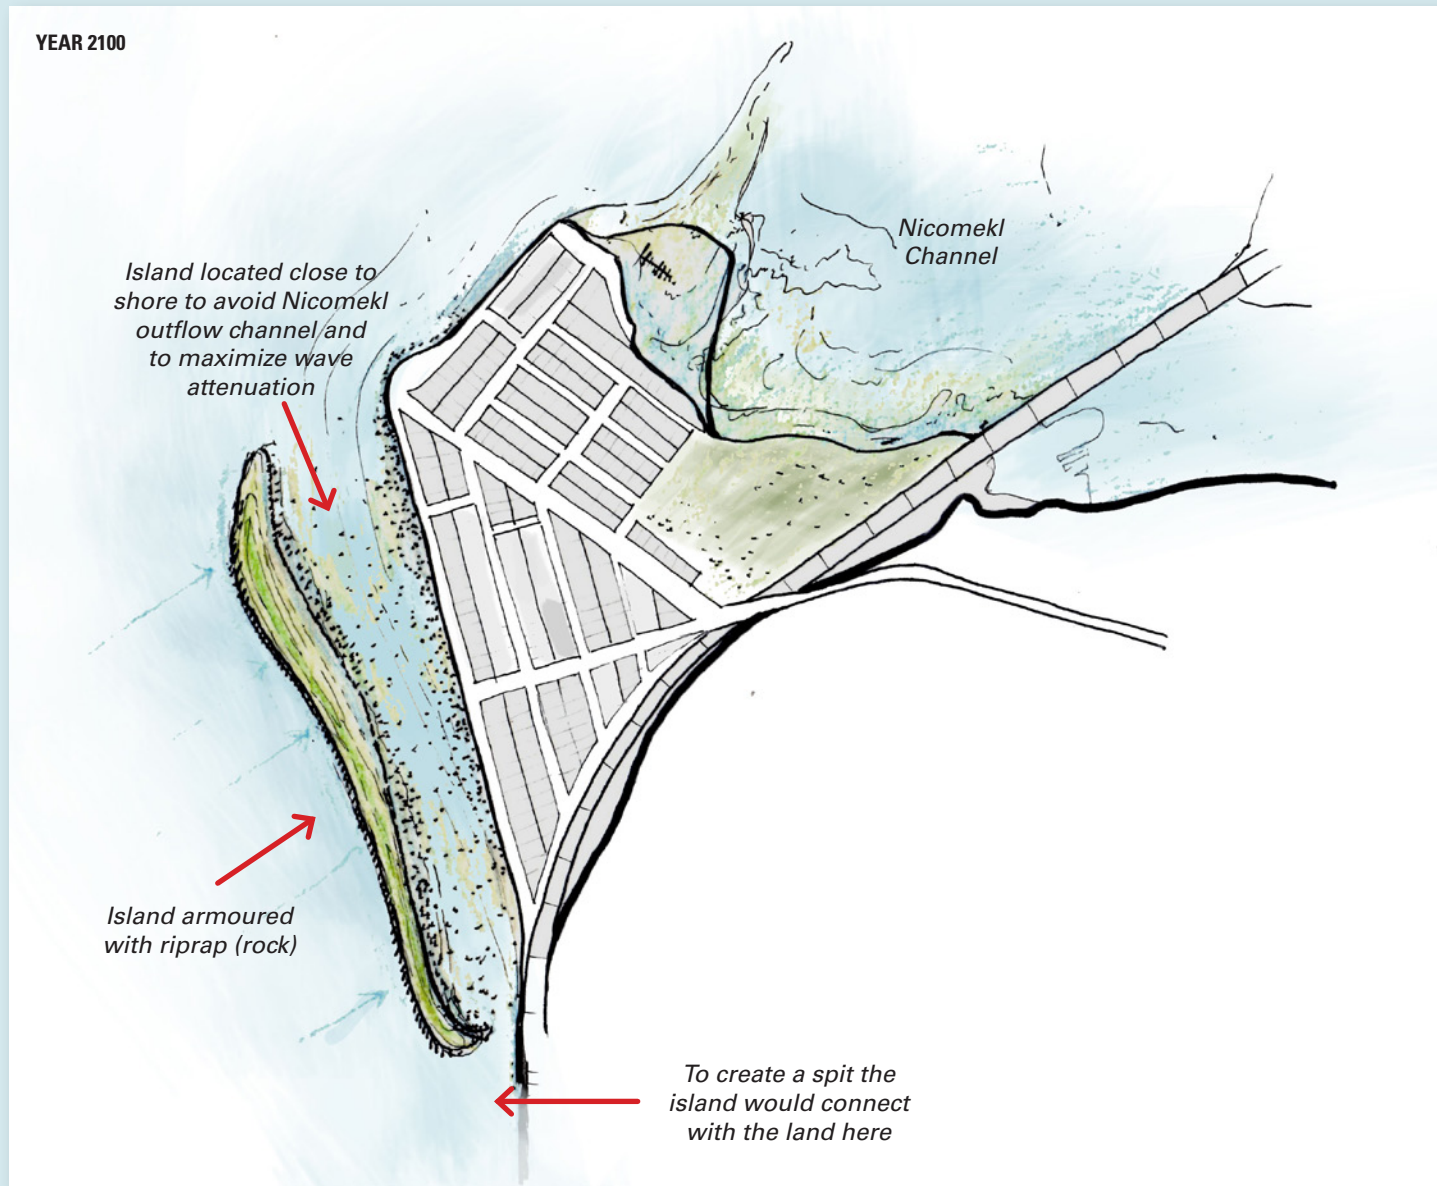 YEAR 2100
Nicomekl
Channel
Island located close to
shore to avoid Nicomekl
outflow channel and
to maximize wave
attenuation
Island armoured
with riprap (rock)
To create a spit the
island would connect
with the land here